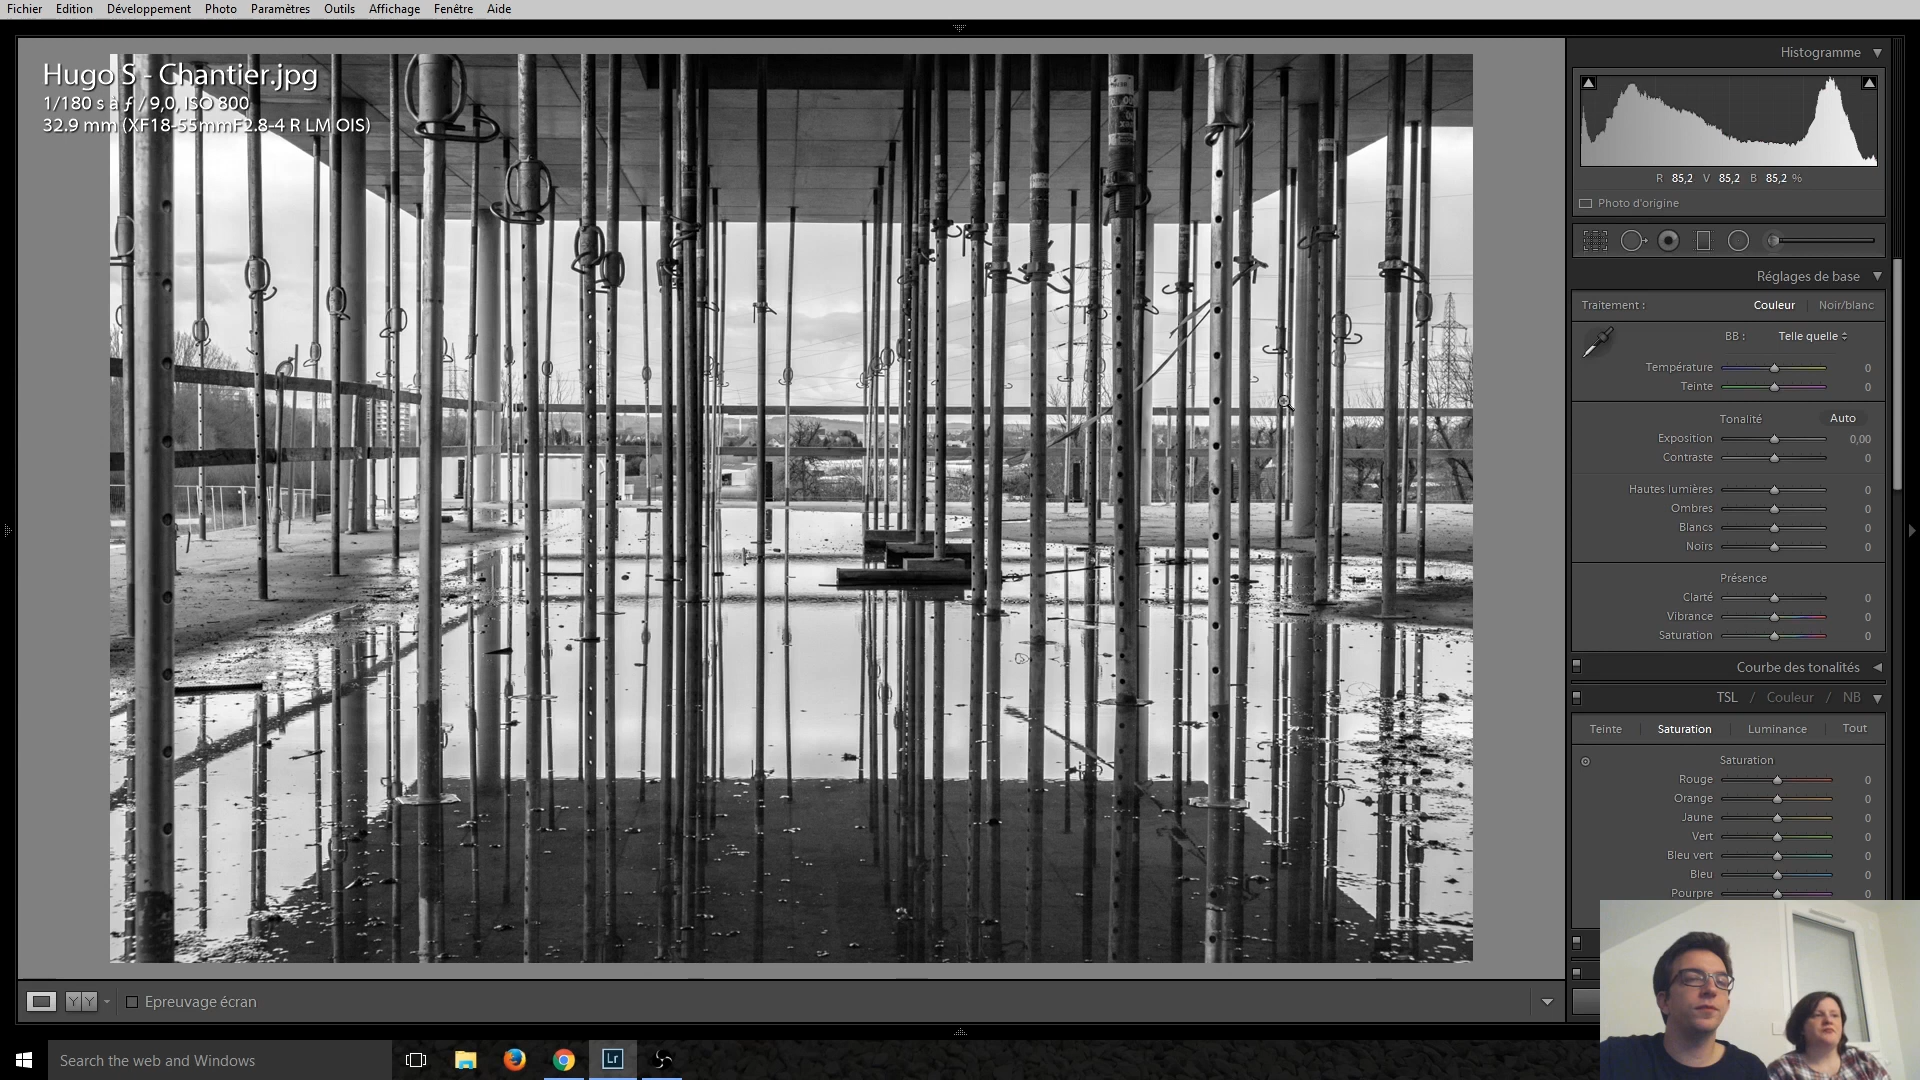 Fichier Edition Développement Photo Paramètres Outils Affichage Fenêtre Aide
Hugo S - Chantier.jpg
1/180 s à ƒ / 9,0, ISO 800
32.9 mm (XF18-55mmF2.8-4 R LM OIS)
Histogramme
R 85,2 V 85,2 B 85,2 %
Photo d'origine
Réglages de base
Traitement : Couleur Noir/blanc
BB : Telle quelle
Température 0
Teinte 0
Tonalité Auto
Exposition 0,00
Contraste 0
Hautes lumières 0
Ombres 0
Blancs 0
Noirs 0
Présence
Clarté 0
Vibrance 0
Saturation 0
Courbe des tonalités
TSL / Couleur / NB
Teinte Saturation Luminance Tout
Saturation
Rouge 0
Orange 0
Jaune 0
Vert 0
Bleu vert 0
Bleu 0
Pourpre 0
YY Epreuvage écran
Search the web and Windows
Lr